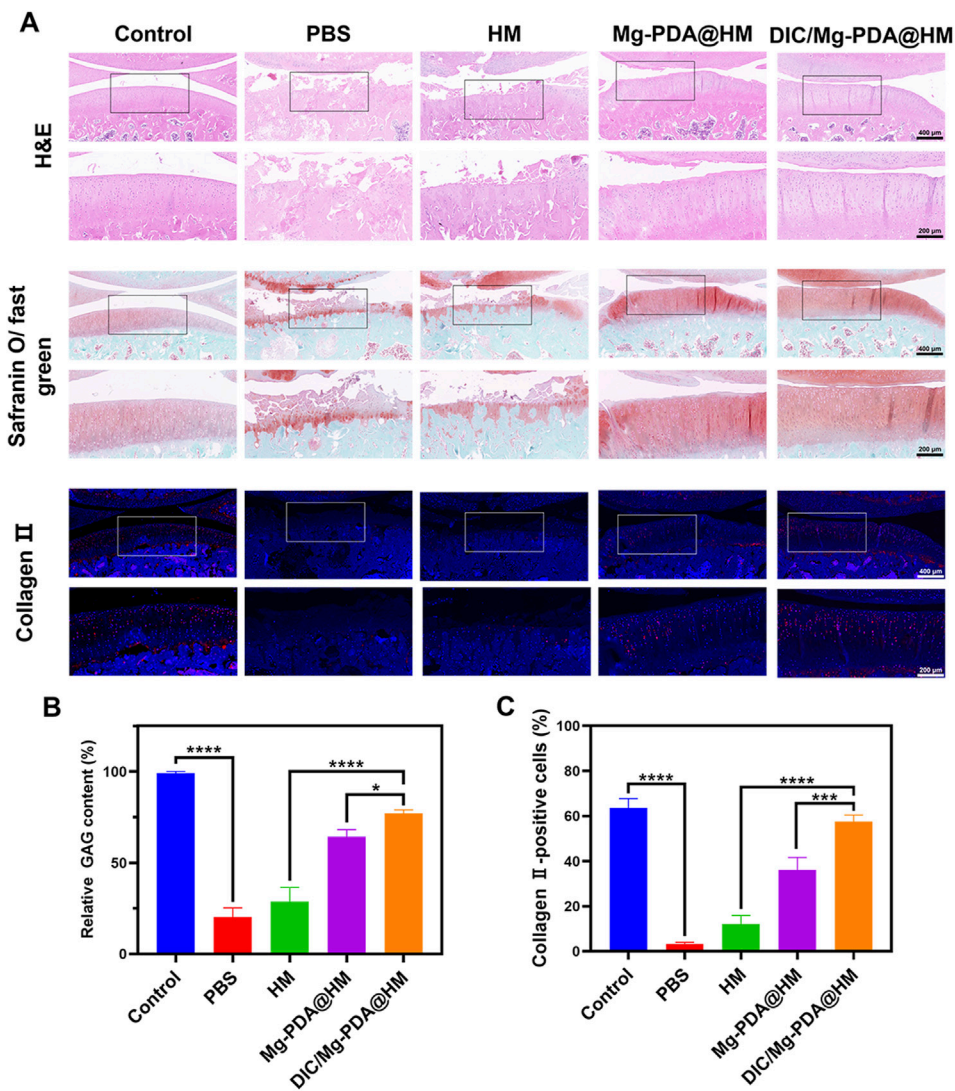 A
Control PBS HM Mg-PDA@HM DIC/Mg-PDA@HM
H&E
400 μm
200 μm
Safranin O/ fast
green
400 μm
200 μm
Collagen Ⅱ
400 μm
200 μm
B
Relative GAG content (%)
100
50
0
****
****
*
Control
PBS
HM
Mg-PDA@HM
DIC/Mg-PDA@HM
C
Collagen Ⅱ-positive cells (%)
100
80
60
40
20
0
****
****
***
Control
PBS
HM
Mg-PDA@HM
DIC/Mg-PDA@HM